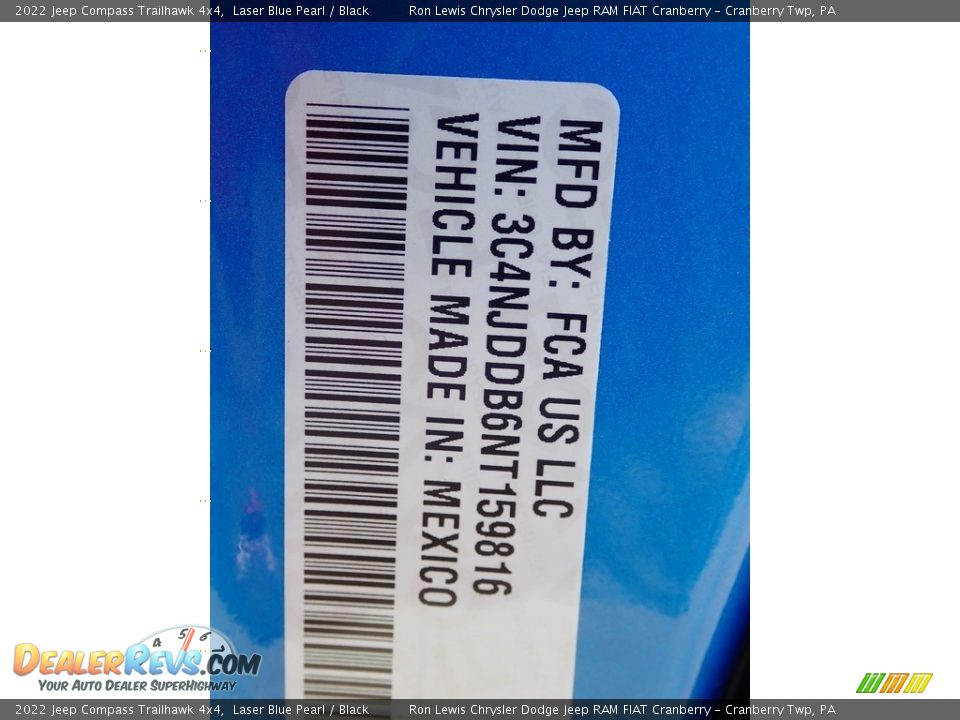 2022 Jeep Compass Trailhawk 4x4, Laser Blue Pearl / Black Ron Lewis Chrysler Dodge Jeep RAM FIAT Cranberry - Cranberry Twp, PA
MFD BY: FCA US LLC
VIN: 3C4NJDDB6NT159816
VEHICLE MADE IN: MEXICO
4 5 6
DealerRevs.com
Your Auto Dealer SuperHighway
2022 Jeep Compass Trailhawk 4x4, Laser Blue Pearl / Black Ron Lewis Chrysler Dodge Jeep RAM FIAT Cranberry - Cranberry Twp, PA